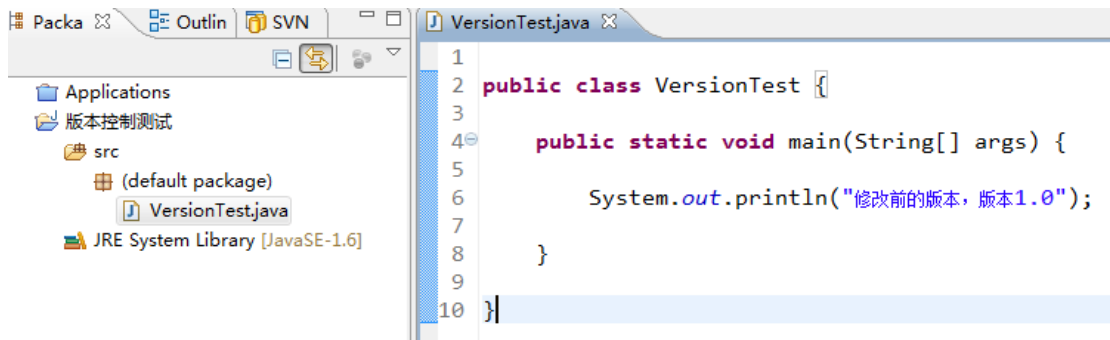 Packa Outlin SVN
Applications
版本控制测试
src
(default package)
VersionTest.java
JRE System Library [JavaSE-1.6]
VersionTest.java
1
2 public class VersionTest {
3
4 public static void main(String[] args) {
5
6 System.out.println("修改前的版本，版本1.0");
7
8 }
9
10 }